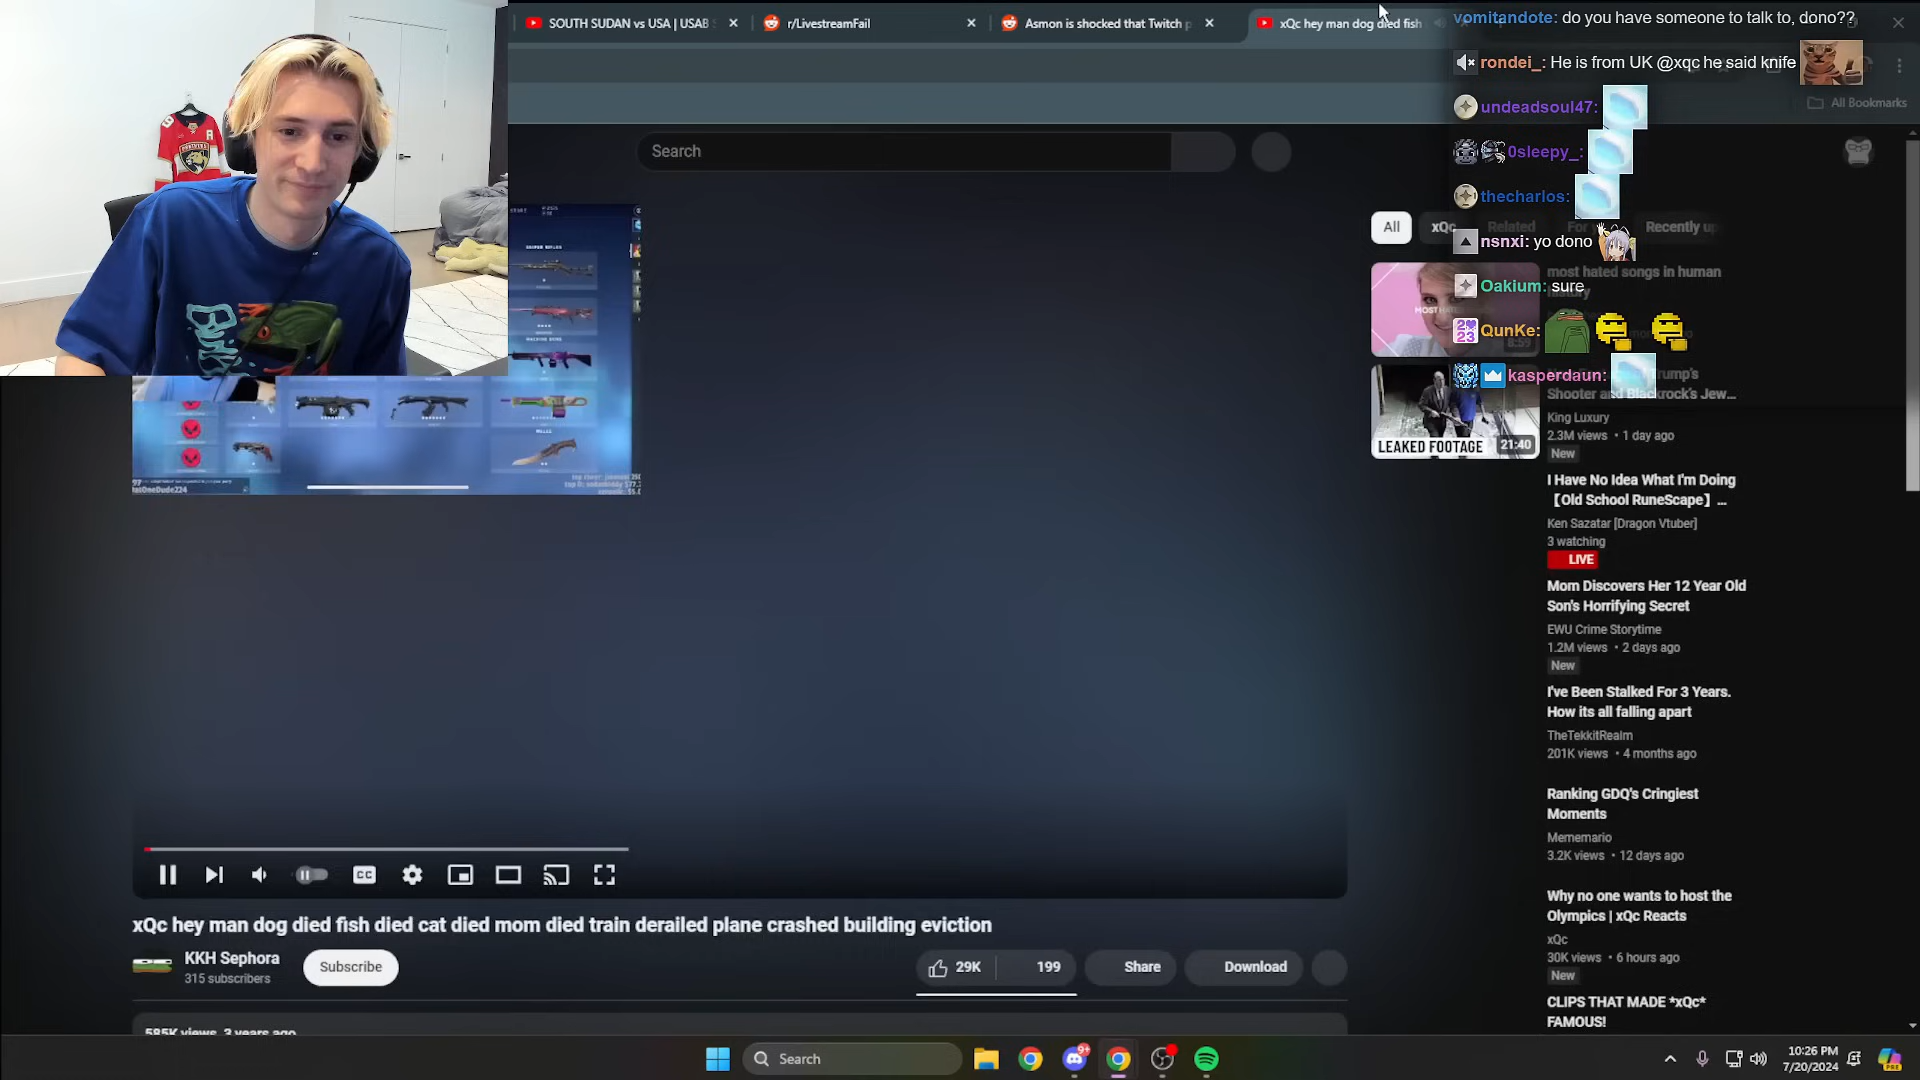 SOUTH SUDAN vs USA | USAB
r/LivestreamFail
Asmon is shocked that Twitch p
xQc hey man dog died fish
vomitandote: do you have someone to talk to, dono??
rondei_: He is from UK @xqc he said knife
All Bookmarks
undeadsoul47:
0sleepy_:
thecharlos:
nsnxi: yo dono
Oakium: sure
QunKe:
kasperdaun:
Search
All
xQc
Related
Recently up
most hated songs in human
history
8:59
Trump's
Shooter and Blackrock's Jew...
King Luxury
2.3M views • 1 day ago
New
LEAKED FOOTAGE
21:40
I Have No Idea What I'm Doing
【Old School RuneScape】 ...
Ken Sazatar [Dragon Vtuber]
3 watching
LIVE
Mom Discovers Her 12 Year Old
Son's Horrifying Secret
EWU Crime Storytime
1.2M views • 2 days ago
New
I've Been Stalked For 3 Years.
How its all falling apart
TheTekkitRealm
201K views • 4 months ago
Ranking GDQ's Cringiest
Moments
Mememario
3.2K views • 12 days ago
Why no one wants to host the
Olympics | xQc Reacts
xQc
30K views • 6 hours ago
New
CLIPS THAT MADE *xQc*
FAMOUS!
CC
xQc hey man dog died fish died cat died mom died train derailed plane crashed building eviction
KKH Sephora
315 subscribers
Subscribe
29K
199
Share
Download
585K views 3 years ago
Search
9+
10:26 PM
7/20/2024